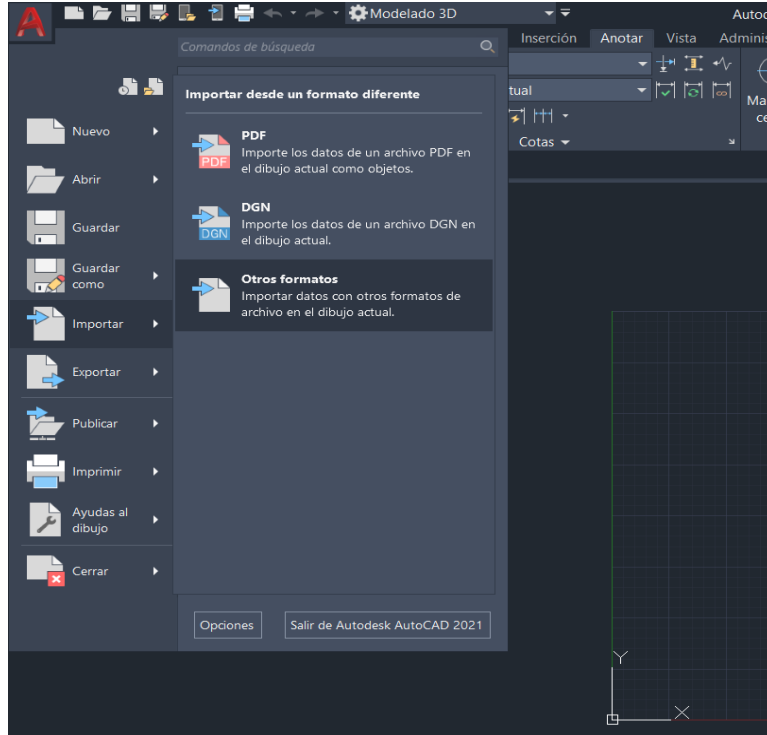 A
Modelado 3D
Autod
Comandos de búsqueda
Inserción Anotar Vista Adminis
Importar desde un formato diferente
tual
Ma
ce
Cotas
Nuevo
Abrir
Guardar
Guardar
como
Importar
Exportar
Publicar
Imprimir
Ayudas al
dibujo
Cerrar
PDF
PDF
Importe los datos de un archivo PDF en
el dibujo actual como objetos.
DGN
DGN
Importe los datos de un archivo DGN en
el dibujo actual.
Otros formatos
Importar datos con otros formatos de
archivo en el dibujo actual.
Opciones
Salir de Autodesk AutoCAD 2021
Y
X